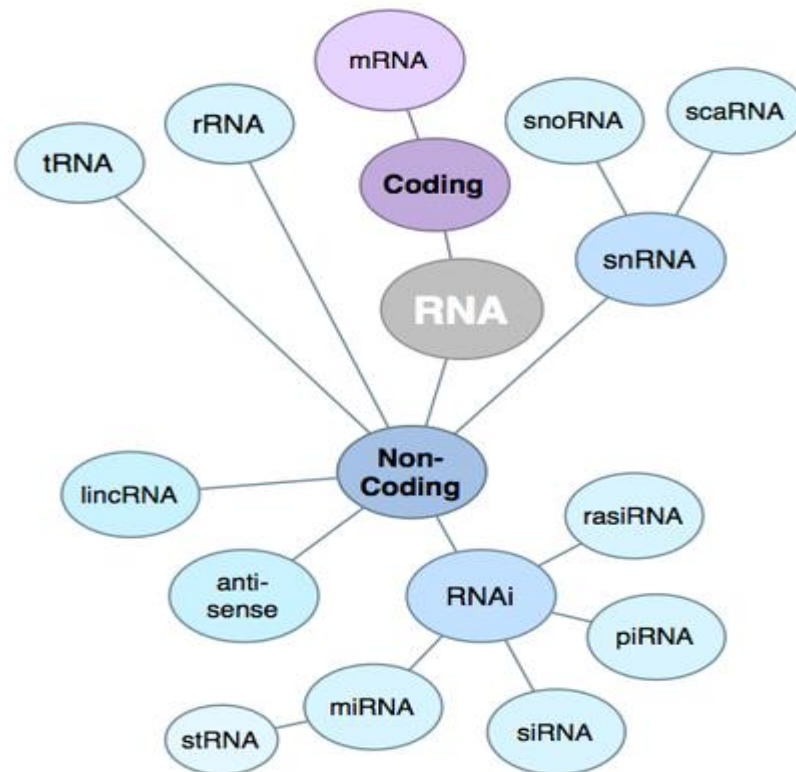 mRNA
rRNA
snoRNA
scaRNA
tRNA
Coding
snRNA
RNA
Non-
Coding
lincRNA
rasiRNA
anti-
sense
RNAi
piRNA
miRNA
stRNA
siRNA